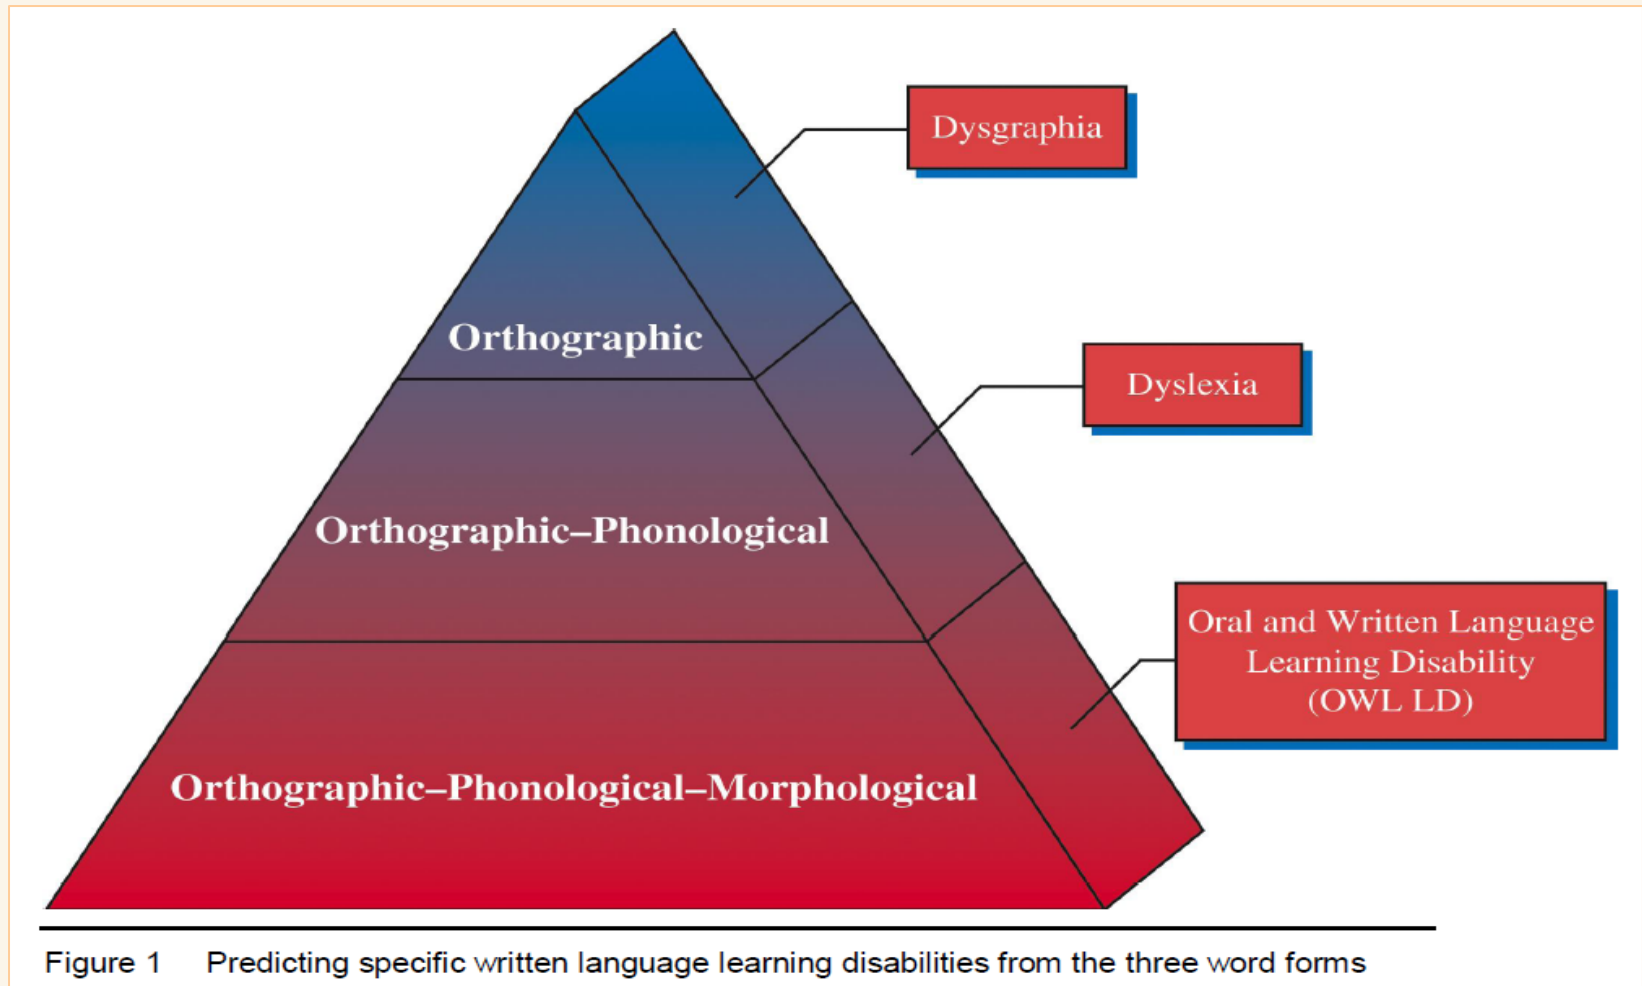 Dysgraphia
Orthographic
Dyslexia
Orthographic–Phonological
Oral and Written Language
Learning Disability
(OWL LD)
Orthographic–Phonological–Morphological
Figure 1 Predicting specific written language learning disabilities from the three word forms